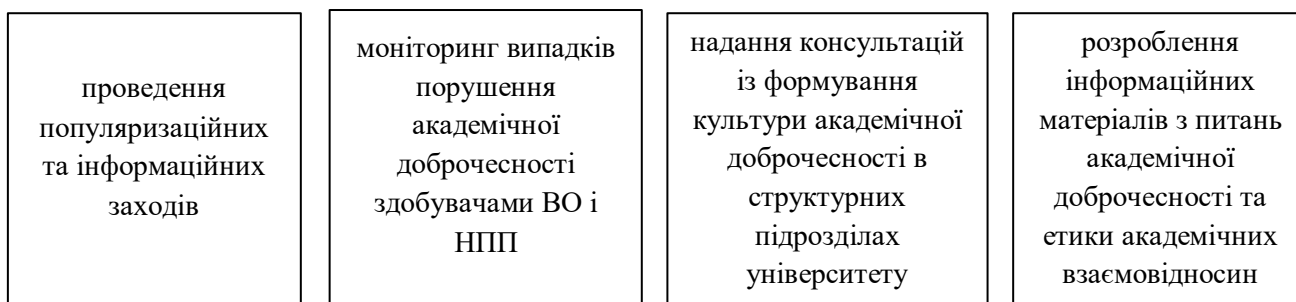 проведення
популяризаційних
та інформаційних
заходів
моніторинг випадків
порушення
академічної
доброчесності
здобувачами ВО і
НПП
надання консультацій
із формування
культури академічної
доброчесності в
структурних
підрозділах
університету
розроблення
інформаційних
матеріалів з питань
академічної
доброчесності та
етики академічних
взаємовідносин